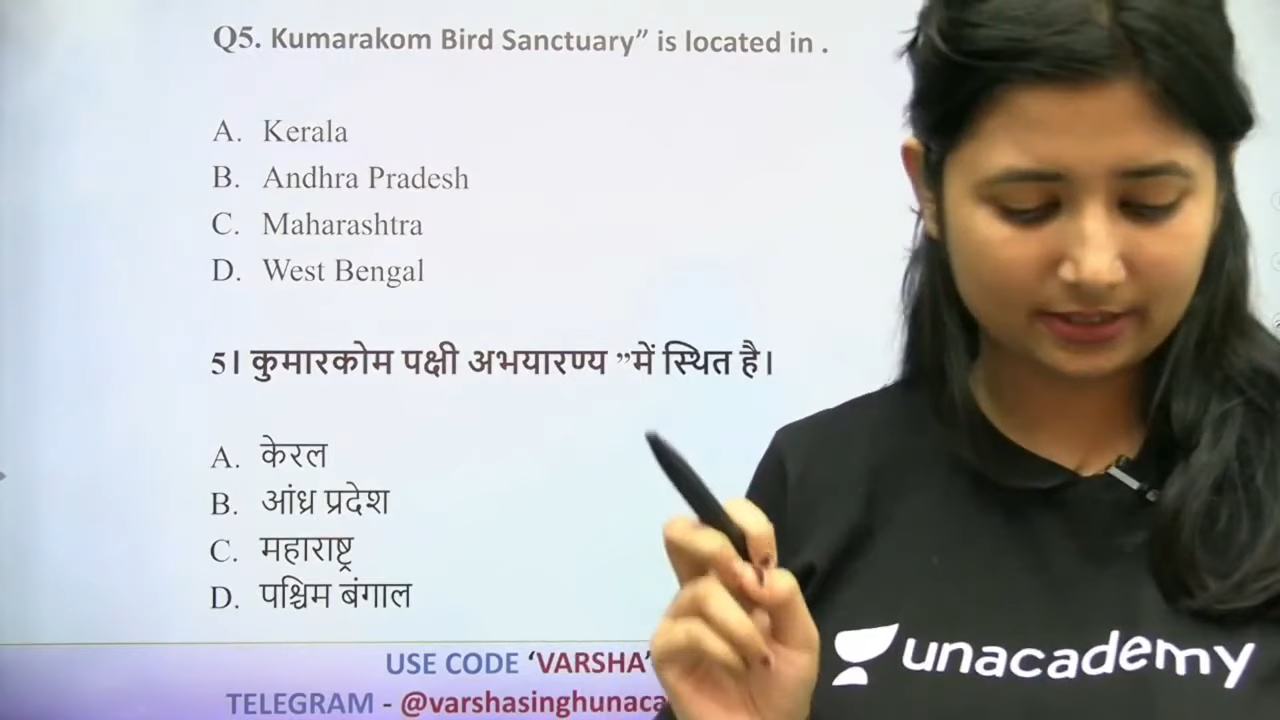 Q5. Kumarakom Bird Sanctuary” is located in .
A. Kerala
B. Andhra Pradesh
C. Maharashtra
D. West Bengal
5। कुमारकोम पक्षी अभयारण्य ”में स्थित है।
A. केरल
B. आंध्र प्रदेश
C. महाराष्ट्र
D. पश्चिम बंगाल
USE CODE ‘VARSHA’
TELEGRAM - @varshasinghunaca
unacademy